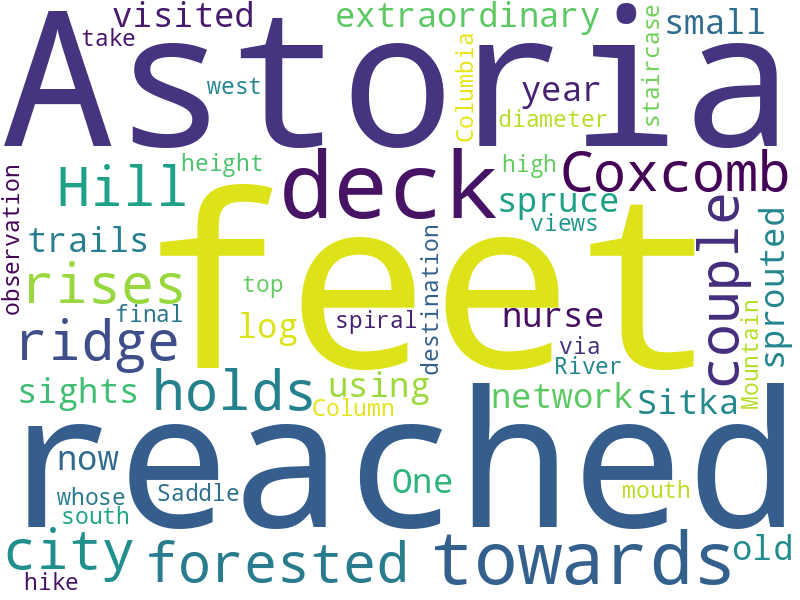 Astoria
visited
extraordinary
small
take
west
Columbia
year
diameter
staircase
observation
Hill
height
deck
high
Coxcomb
spruce
views
trails
feet
couple
sprouted
rises
top
destination
final
log
spiral
nurse
ridge
via
River
Mountain
sights
holds
using
Column
network
Sitka
reached
now
whose
Saddle
One
mouth
south
city
forested
towards
old
hike